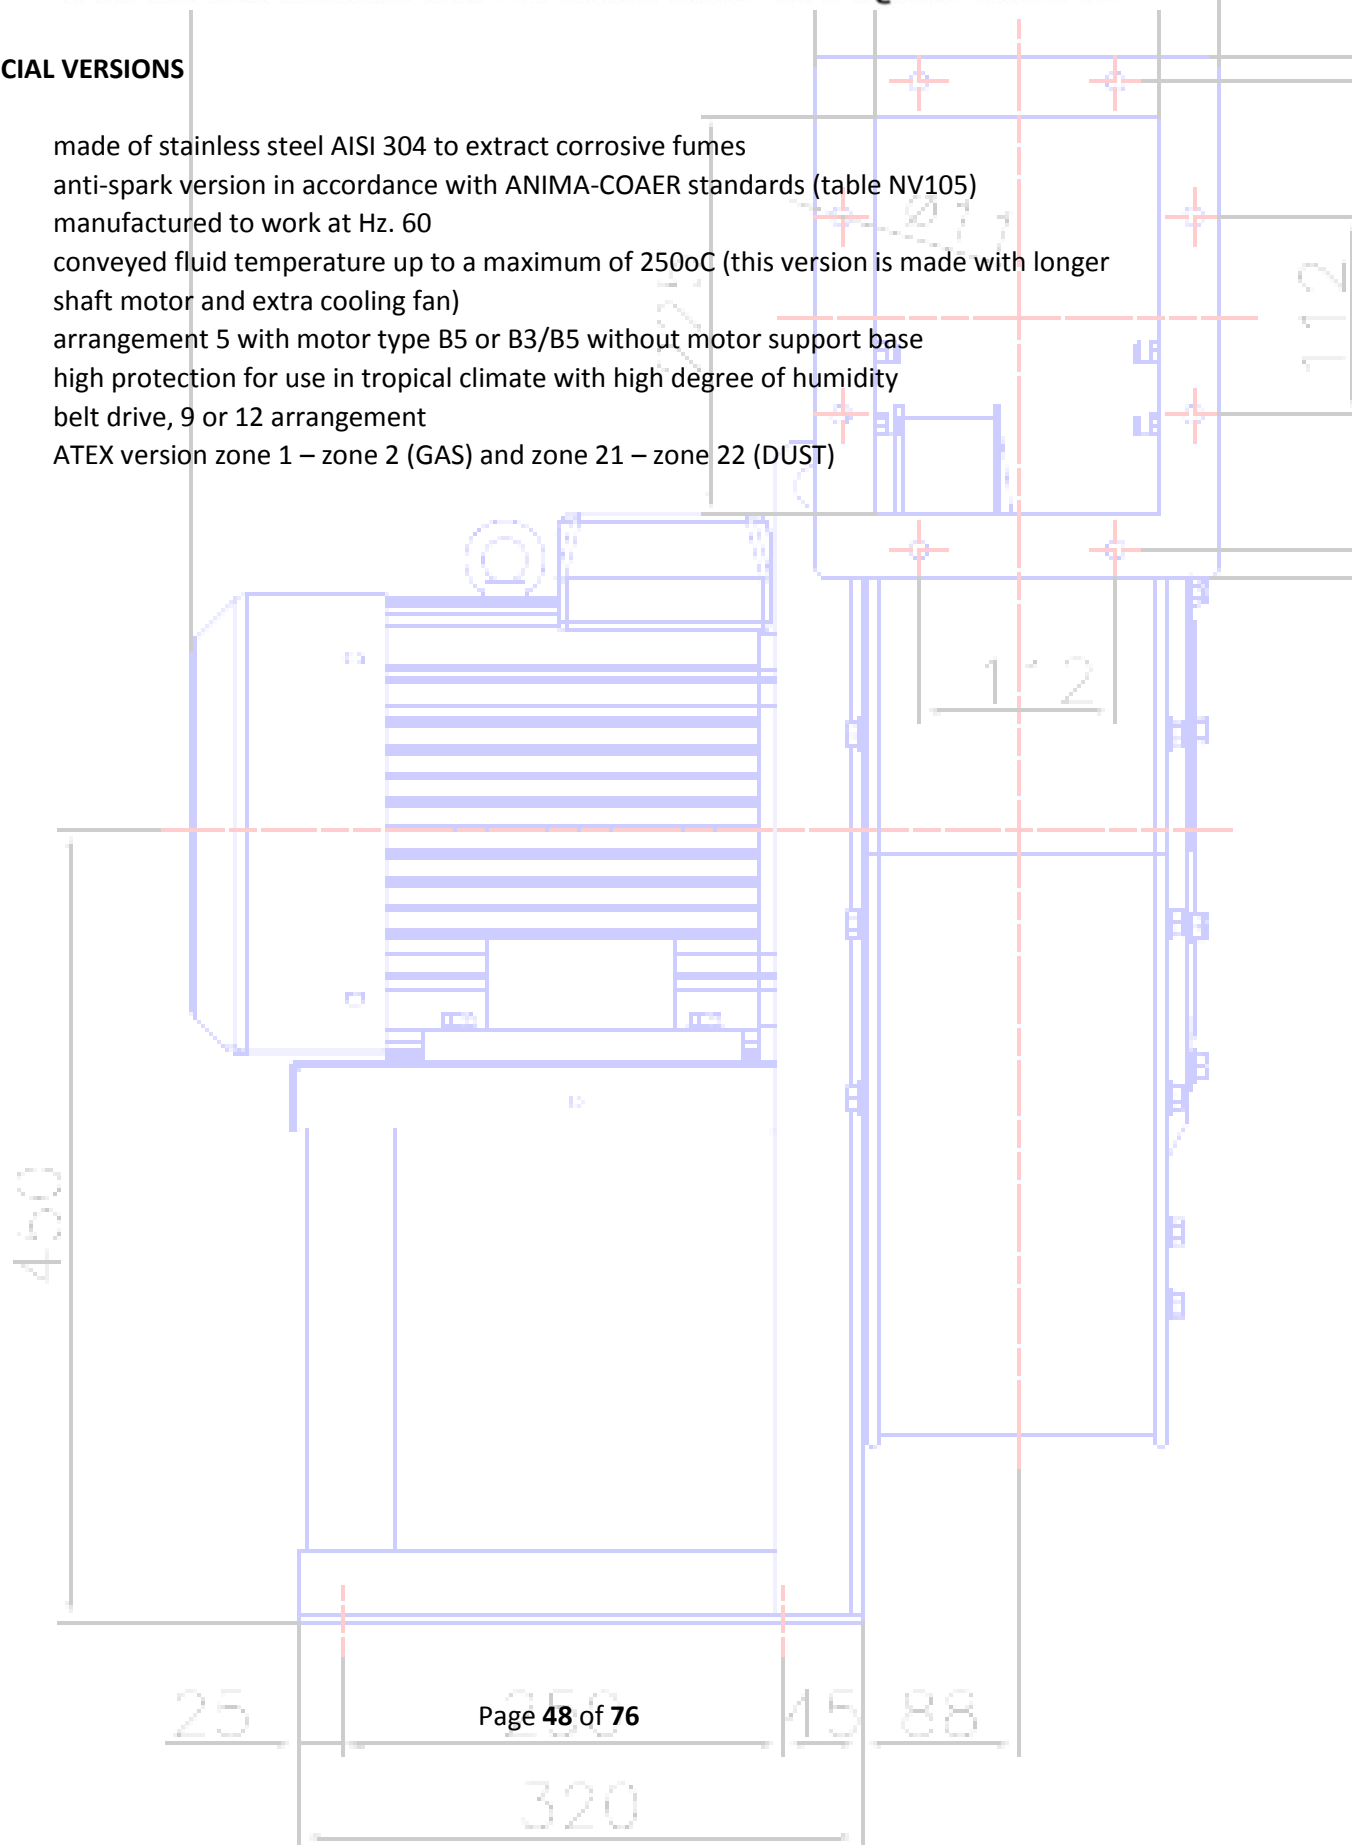 CIAL VERSIONS
made of stainless steel AISI 304 to extract corrosive fumes
anti-spark version in accordance with ANIMA-COAER standards (table NV105)
manufactured to work at Hz. 60
conveyed fluid temperature up to a maximum of 250oC (this version is made with longer
shaft motor and extra cooling fan)
arrangement 5 with motor type B5 or B3/B5 without motor support base
high protection for use in tropical climate with high degree of humidity
belt drive, 9 or 12 arrangement
ATEX version zone 1 – zone 2 (GAS) and zone 21 – zone 22 (DUST)
112
112
450
25
45
88
Page 48 of 76
320